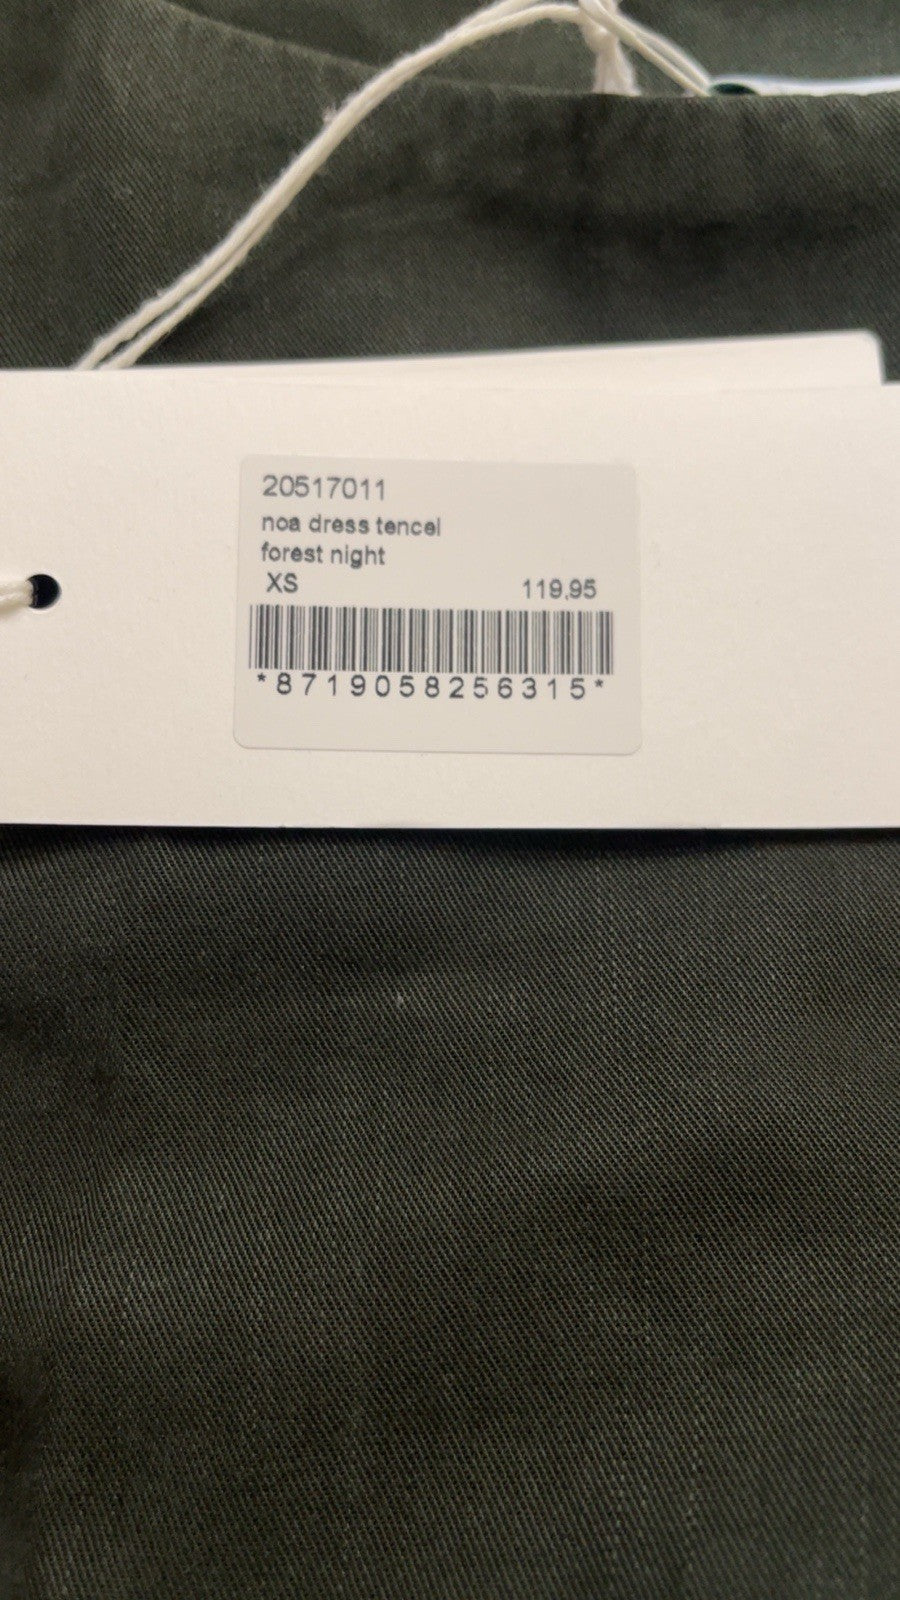 20517011
noa dress tencel
forest night
XS 119,95
*8719058256315*